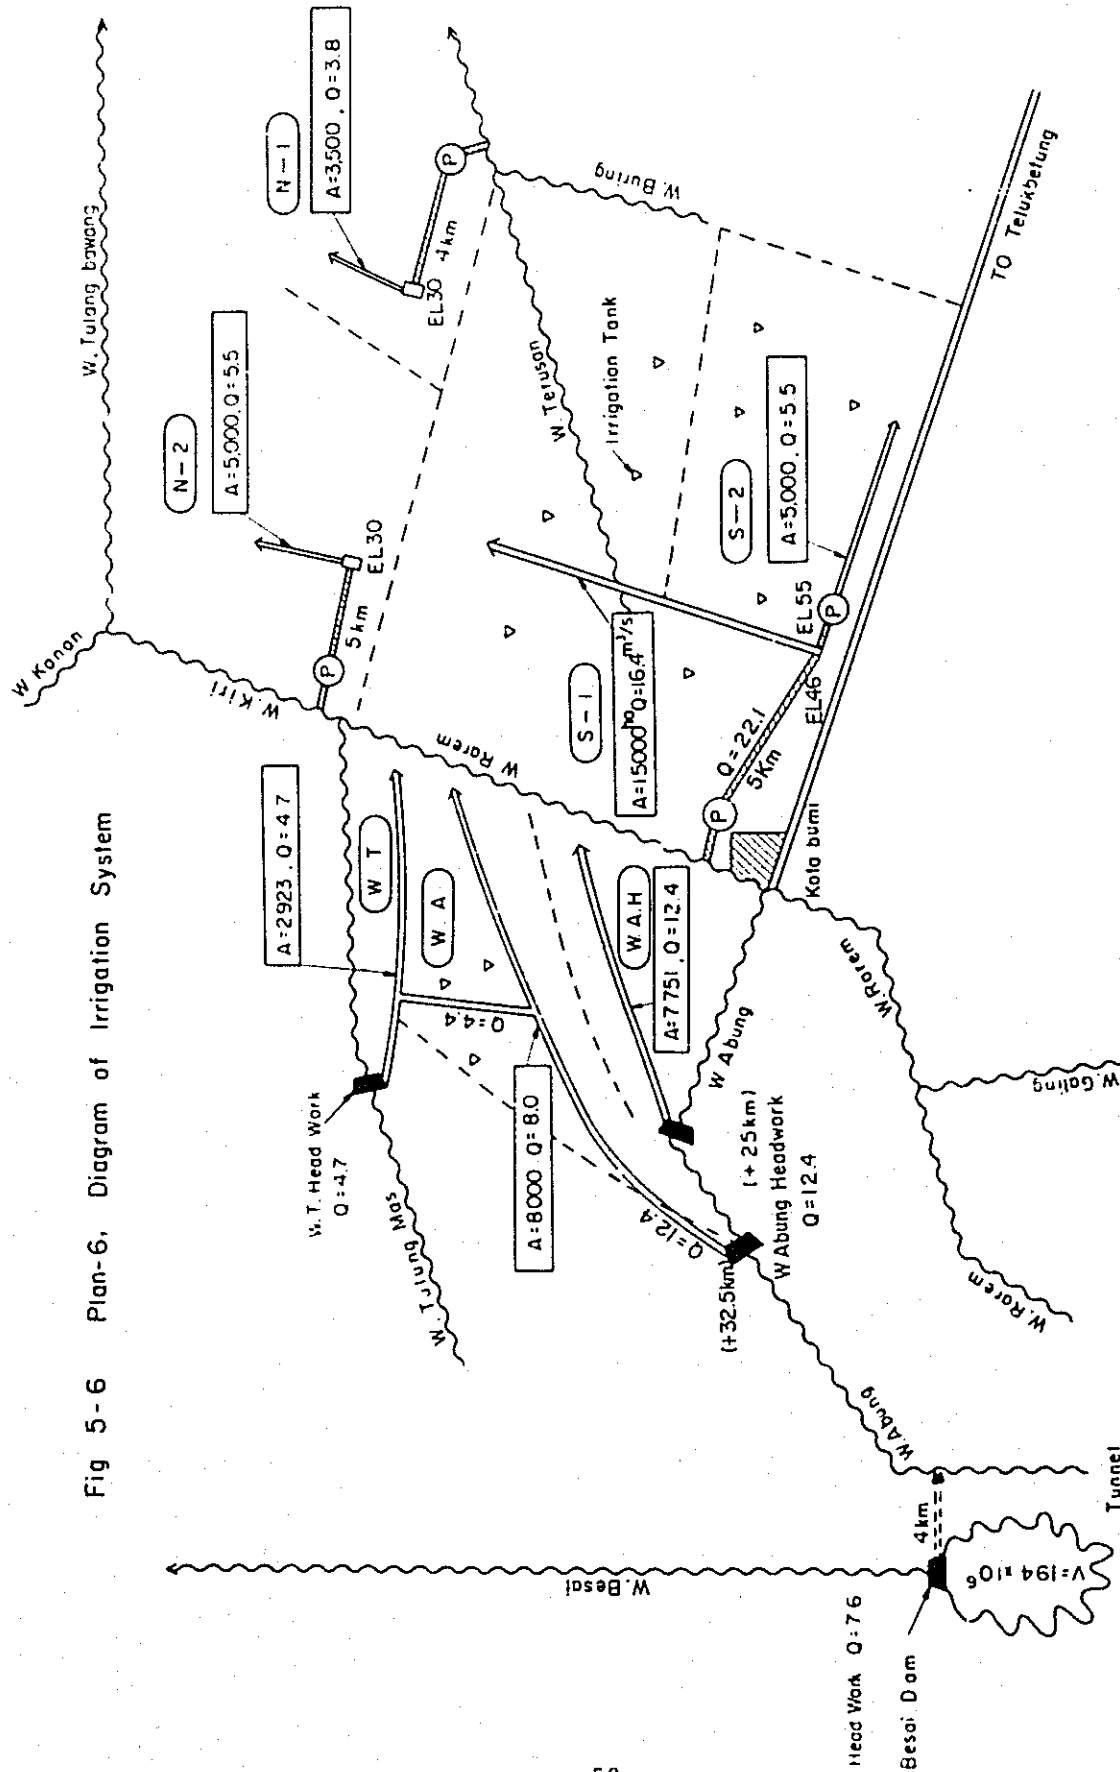 Fig 5-6 Plan-6, Diagram of Irrigation System
W. Tulang bawang
W Kanan
W. Kiri
N-2
A=5,000, Q=5.5
N-1
A=3,500, Q=3.8
EL30
5km
P
EL30
4km
P
W. Buring
W. Terusan
Irrigation Tank
W Rarem
A=2923, Q=4.7
W.T
W.A
Q=4.4
W.T. Head Work
Q=4.7
W. Tulung Mas
A=8000 Q=8.0
Q=12.4
W.A.H
A=7751, Q=12.4
S-1
A=15000ha Q=16.4m³/s
S-2
A=5,000, Q=5.5
EL55
P
EL46
Q=22.1
5Km
P
Kota bumi
TO Telukbetung
W Abung
(+25km)
W Abung Headwork
Q=12.4
(+32.5km)
W. Rarem
W. Galing
W. Rarem
W. Abung
W. Besai
4km
Tunnel
V=194x10⁶
Head Work Q=76
Besai Dam